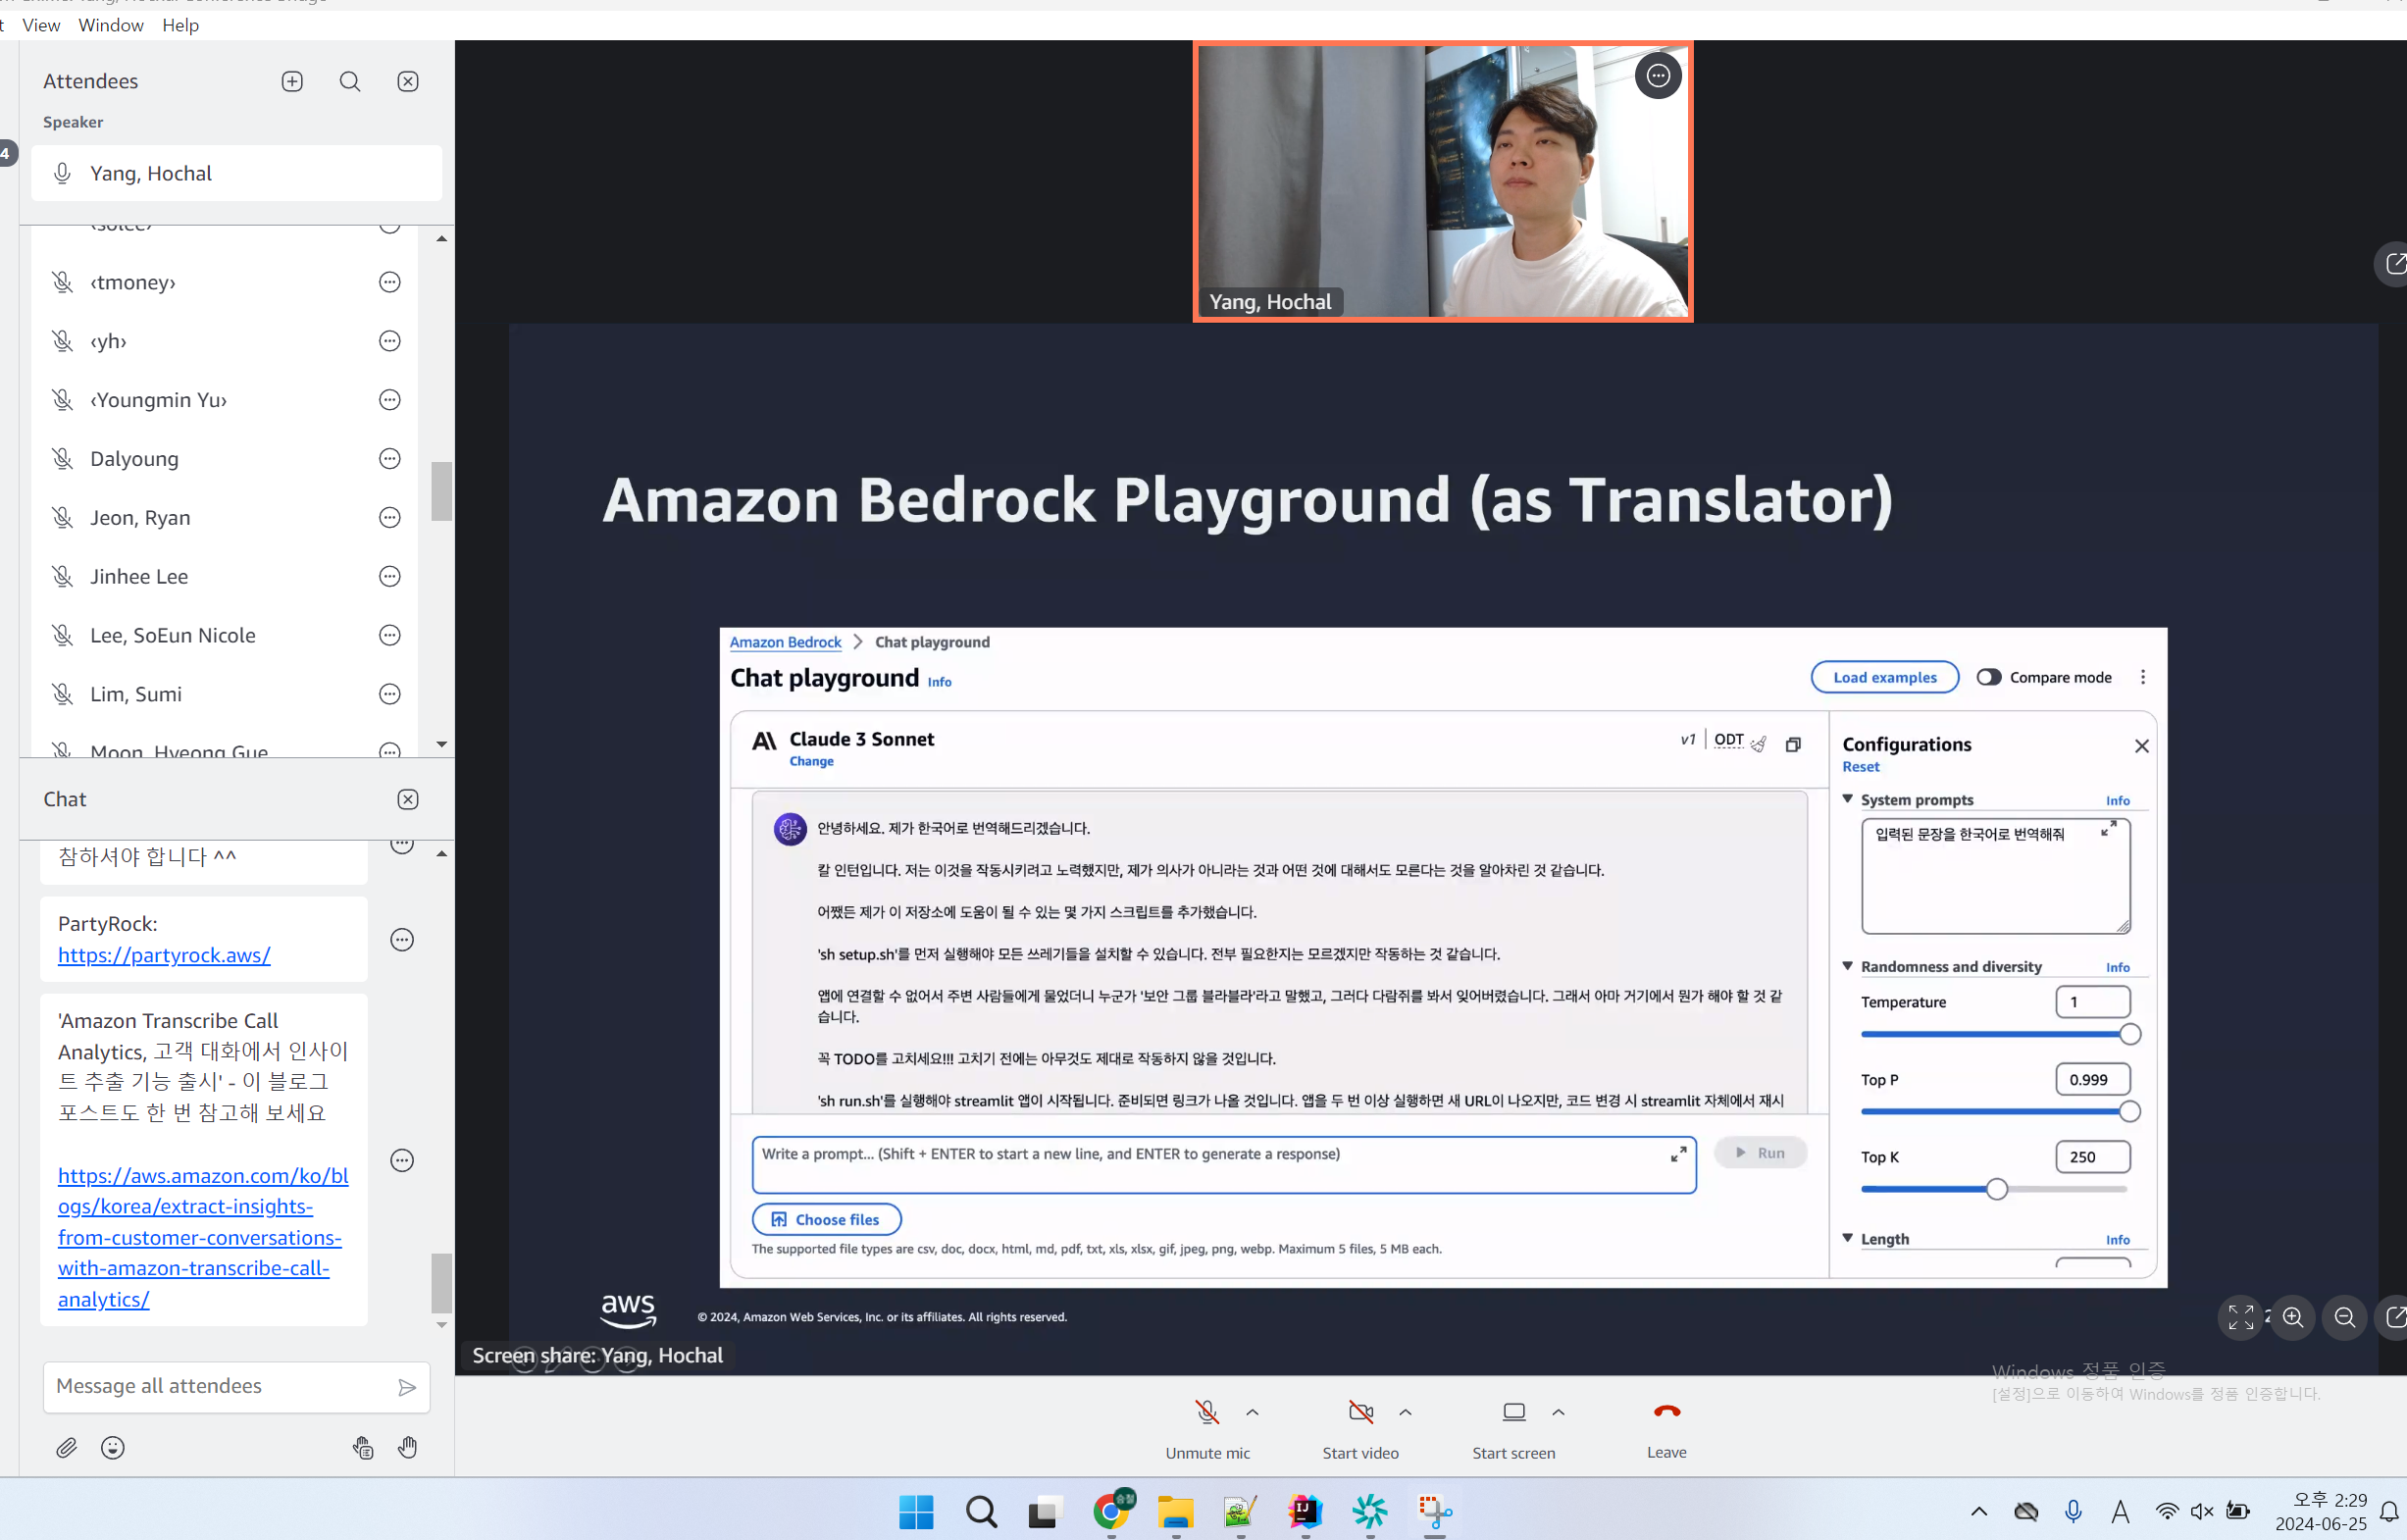 View Window Help
Attendees
Speaker
4
Yang, Hochal
‹solee›
‹tmoney›
‹yh›
‹Youngmin Yu›
Dalyoung
Jeon, Ryan
Jinhee Lee
Lee, SoEun Nicole
Lim, Sumi
Moon, Hyeong Gue
Chat
참하셔야 합니다 ^^
PartyRock:
https://partyrock.aws/
'Amazon Transcribe Call
Analytics, 고객 대화에서 인사이
트 추출 기능 출시' - 이 블로그
포스트도 한 번 참고해 보세요
https://aws.amazon.com/ko/bl
ogs/korea/extract-insights-
from-customer-conversations-
with-amazon-transcribe-call-
analytics/
Message all attendees
Yang, Hochal
Amazon Bedrock Playground (as Translator)
Amazon Bedrock > Chat playground
Chat playground Info
Load examples
Compare mode
Claude 3 Sonnet
Change
v1 | ODT
안녕하세요. 제가 한국어로 번역해드리겠습니다.
칼 인턴입니다. 저는 이것을 작동시키려고 노력했지만, 제가 의사가 아니라는 것과 어떤 것에 대해서도 모른다는 것을 알아차린 것 같습니다.
어쨌든 제가 이 저장소에 도움이 될 수 있는 몇 가지 스크립트를 추가했습니다.
'sh setup.sh'를 먼저 실행해야 모든 쓰레기들을 설치할 수 있습니다. 전부 필요한지는 모르겠지만 작동하는 것 같습니다.
앱에 연결할 수 없어서 주변 사람들에게 물었더니 누군가 '보안 그룹 블라블라'라고 말했고, 그러다 다람쥐를 봐서 잊어버렸습니다. 그래서 아마 거기에서 뭔가 해야 할 것 같
습니다.
꼭 TODO를 고치세요!!! 고치기 전에는 아무것도 제대로 작동하지 않을 것입니다.
'sh run.sh'를 실행해야 streamlit 앱이 시작됩니다. 준비되면 링크가 나올 것입니다. 앱을 두 번 이상 실행하면 새 URL이 나오지만, 코드 변경 시 streamlit 자체에서 재시
Write a prompt... (Shift + ENTER to start a new line, and ENTER to generate a response)
Run
Choose files
The supported file types are csv, doc, docx, html, md, pdf, txt, xls, xlsx, gif, jpeg, png, webp. Maximum 5 files, 5 MB each.
Configurations
Reset
System prompts Info
입력된 문장을 한국어로 번역해줘
Randomness and diversity Info
Temperature 1
Top P 0.999
Top K 250
Length Info
aws
© 2024, Amazon Web Services, Inc. or its affiliates. All rights reserved.
Screen share: Yang, Hochal
Windows 정품 인증
[설정]으로 이동하여 Windows를 정품 인증합니다.
Unmute mic
Start video
Start screen
Leave
승철
A
오후 2:29
2024-06-25